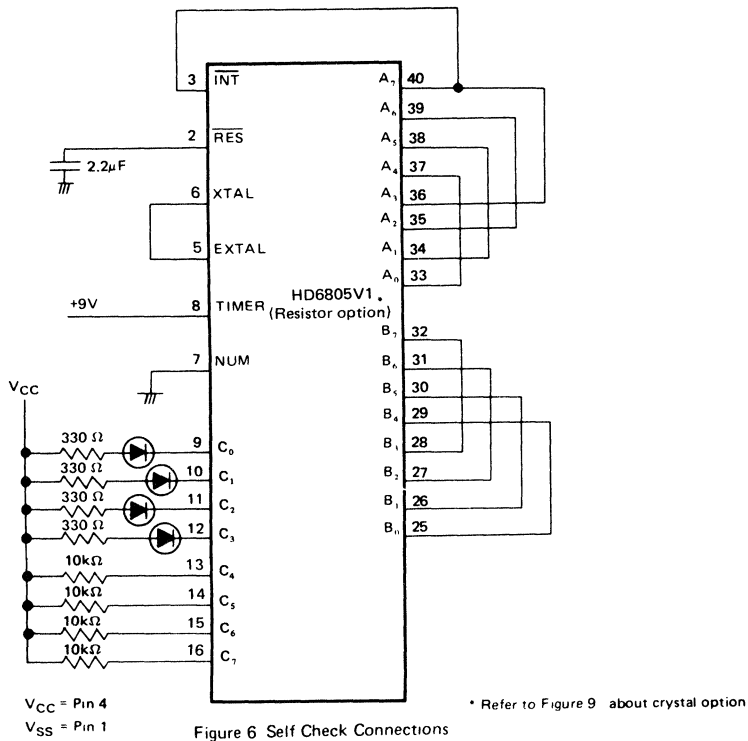 3 INT A7 40
A6 39
2 RES A5 38
2.2μF
A4 37
6 XTAL A3 36
A2 35
5 EXTAL A1 34
A0 33
HD6805V1 *
+9V 8 TIMER (Resistor option)
B7 32
7 NUM B6 31
VCC B5 30
B4 29
330 Ω 9 C0 B3 28
330 Ω 10 C1 B2 27
330 Ω 11 C2 B1 26
330 Ω 12 C3 B0 25
10kΩ 13 C4
10kΩ 14 C5
10kΩ 15 C6
10kΩ 16 C7
VCC = Pin 4
* Refer to Figure 9 about crystal option
VSS = Pin 1
Figure 6 Self Check Connections